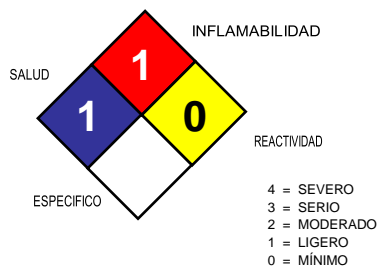 INFLAMABILIDAD
SALUD
1
1
0
REACTIVIDAD
ESPECIFICO
4 = SEVERO
3 = SERIO
2 = MODERADO
1 = LIGERO
0 = MÍNIMO